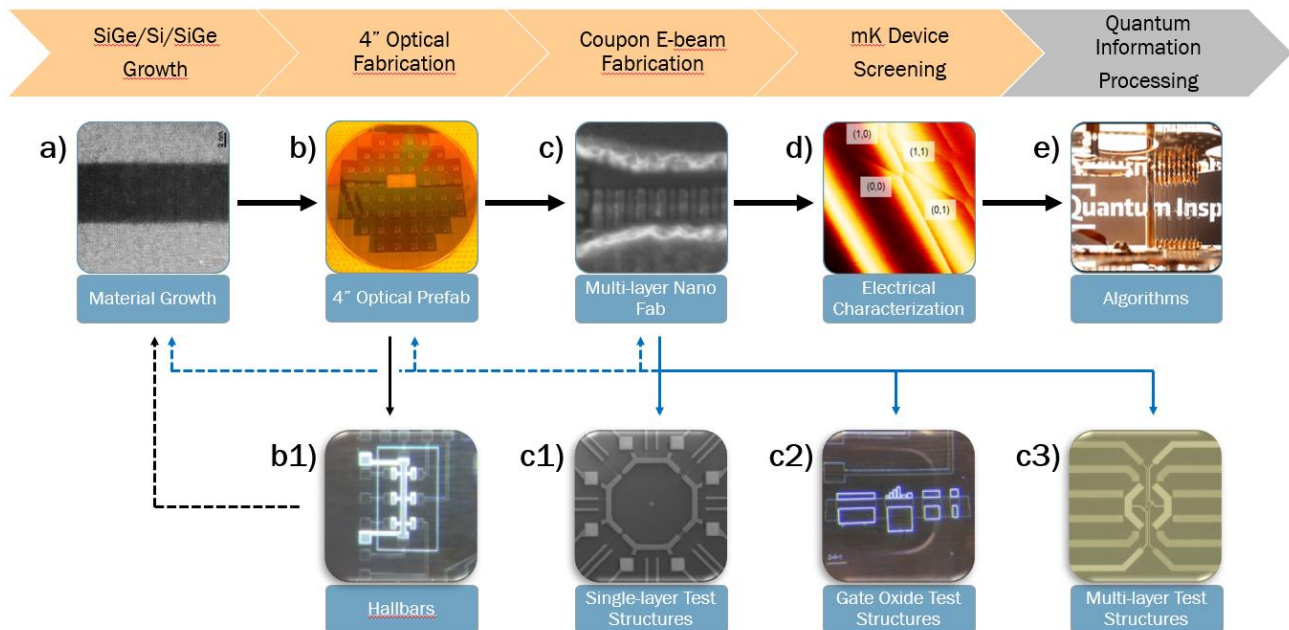 SiGe/Si/SiGe
Growth
4” Optical
Fabrication
Coupon E-beam
Fabrication
mK Device
Screening
Quantum
Information
Processing
a)
2 nm
b)
c)
d)
(1,0)
(1,1)
(0,0)
(0,1)
e)
Quantum Insp
Material Growth
4” Optical Prefab
Multi-layer Nano
Fab
Electrical
Characterization
Algorithms
b1)
c1)
c2)
c3)
Hallbars
Single-layer Test
Structures
Gate Oxide Test
Structures
Multi-layer Test
Structures